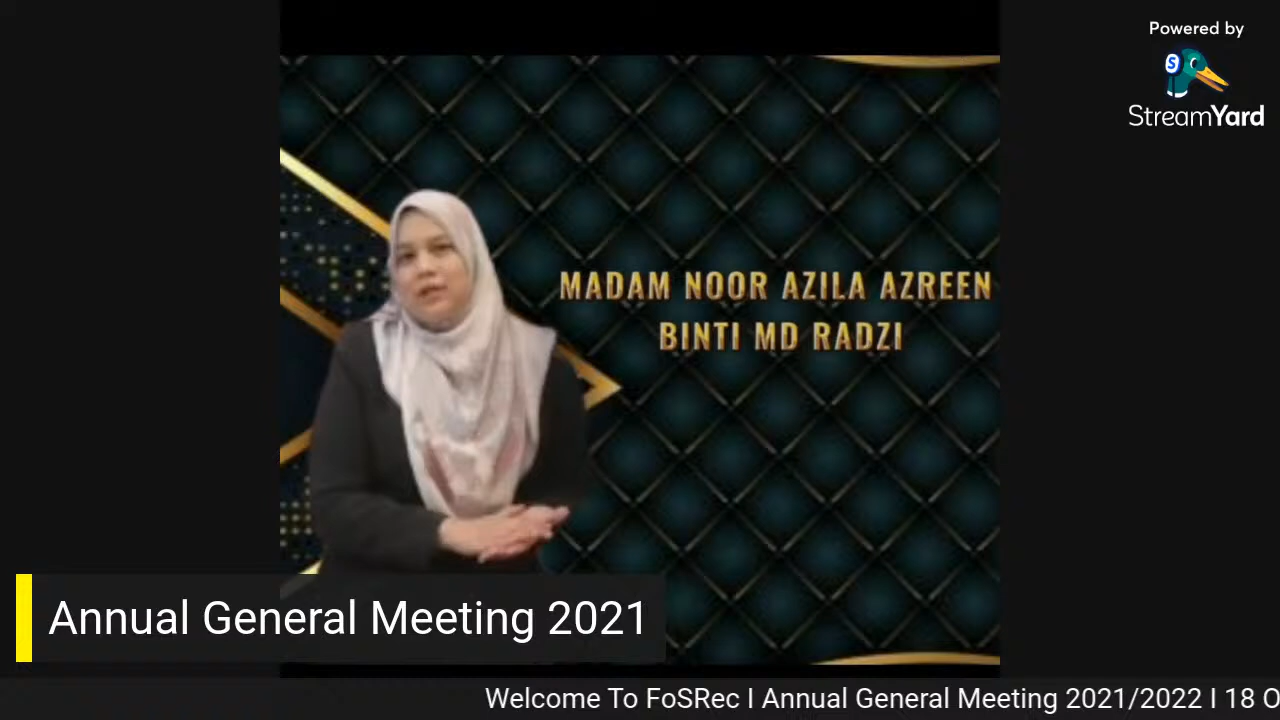 Powered by
StreamYard
MADAM NOOR AZILA AZREEN
BINTI MD RADZI
Annual General Meeting 2021
Welcome To FoSRec I Annual General Meeting 2021/2022 I 18 O